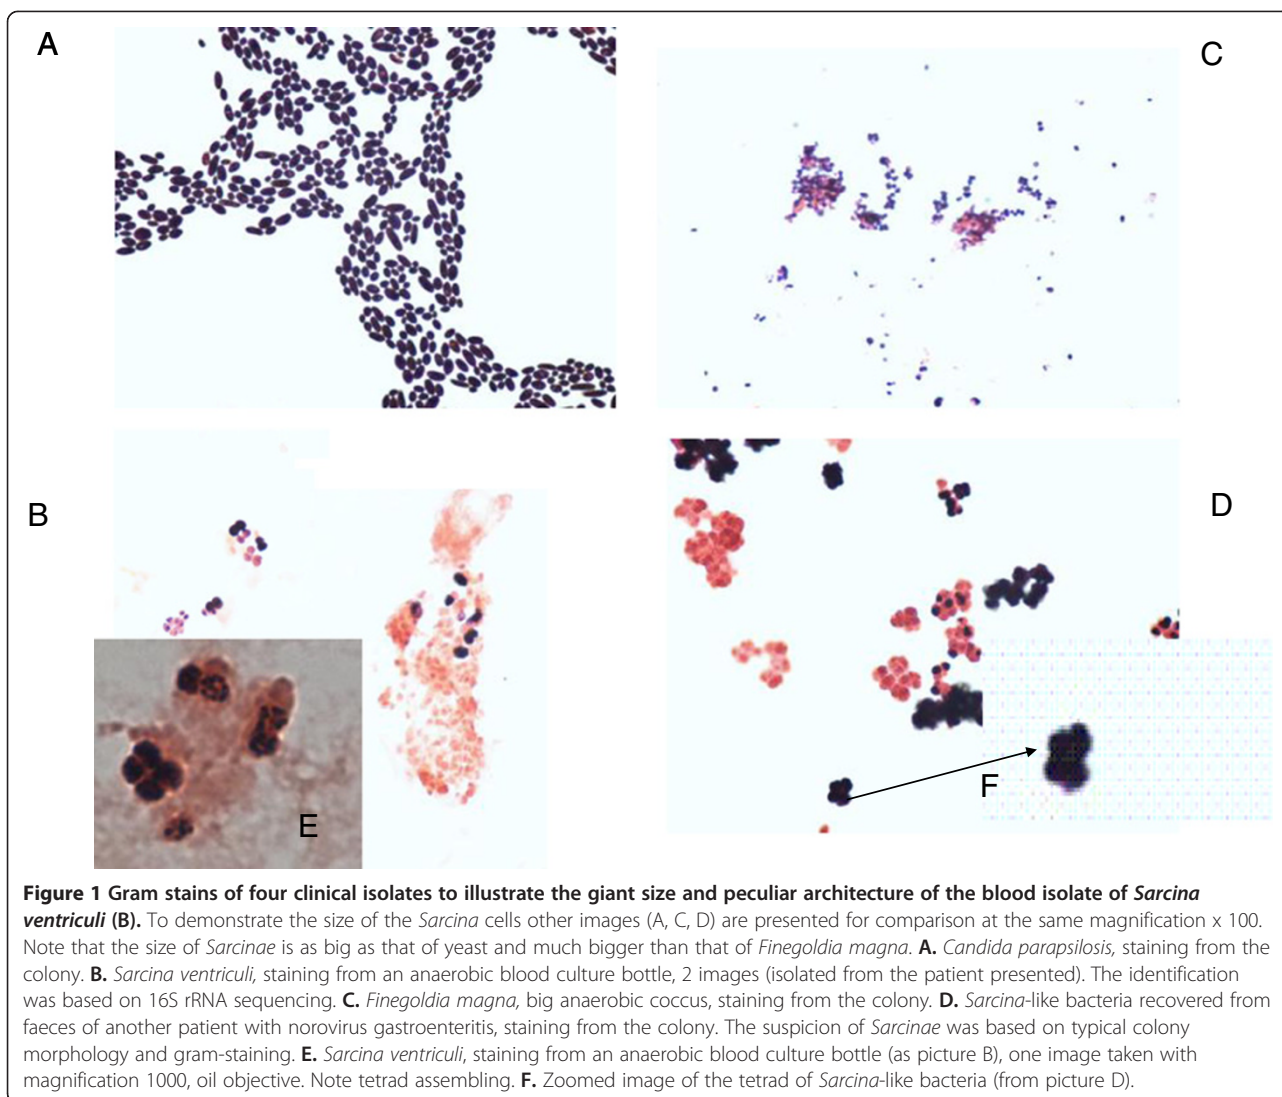 A
C
B
D
E
F
Figure 1 Gram stains of four clinical isolates to illustrate the giant size and peculiar architecture of the blood isolate of Sarcina
ventriculi (B). To demonstrate the size of the Sarcina cells other images (A, C, D) are presented for comparison at the same magnification x 100.
Note that the size of Sarcinae is as big as that of yeast and much bigger than that of Finegoldia magna. A. Candida parapsilosis, staining from the
colony. B. Sarcina ventriculi, staining from an anaerobic blood culture bottle, 2 images (isolated from the patient presented). The identification
was based on 16S rRNA sequencing. C. Finegoldia magna, big anaerobic coccus, staining from the colony. D. Sarcina-like bacteria recovered from
faeces of another patient with norovirus gastroenteritis, staining from the colony. The suspicion of Sarcinae was based on typical colony
morphology and gram-staining. E. Sarcina ventriculi, staining from an anaerobic blood culture bottle (as picture B), one image taken with
magnification 1000, oil objective. Note tetrad assembling. F. Zoomed image of the tetrad of Sarcina-like bacteria (from picture D).